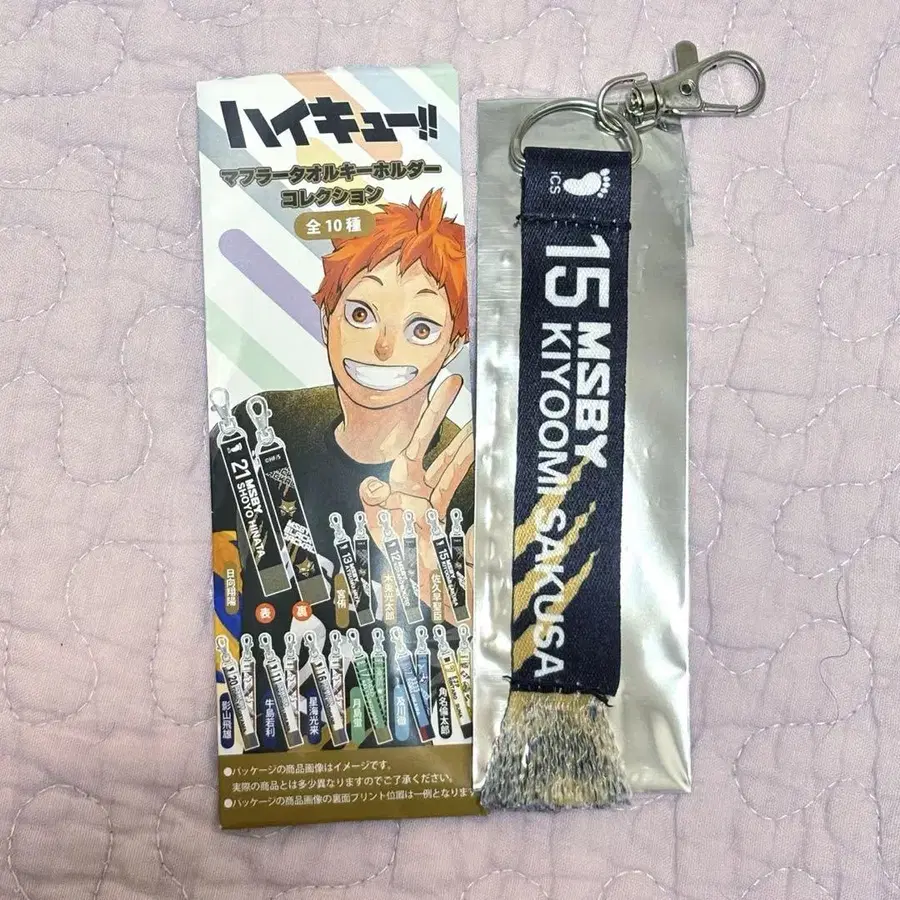 ハイキュー!!
マフラータオルキーホルダー
コレクション
全10種
21 MSBY
SHOYO HINATA
日向翔陽
表
裏
13 MSBY
宮侑
12 MSBY
木兎光太郎
15 MSBY
佐久早聖臣
影山飛雄
牛島若利
星海光来
月島蛍
及川徹
角名倫太郎
●パッケージの商品画像はイメージです。
実際の商品とは多少異なりますのでご了承ください。
●パッケージの商品画像の裏面プリント位置は一例となります
iCS
15 MSBY
KIYOOMI SAKUSA